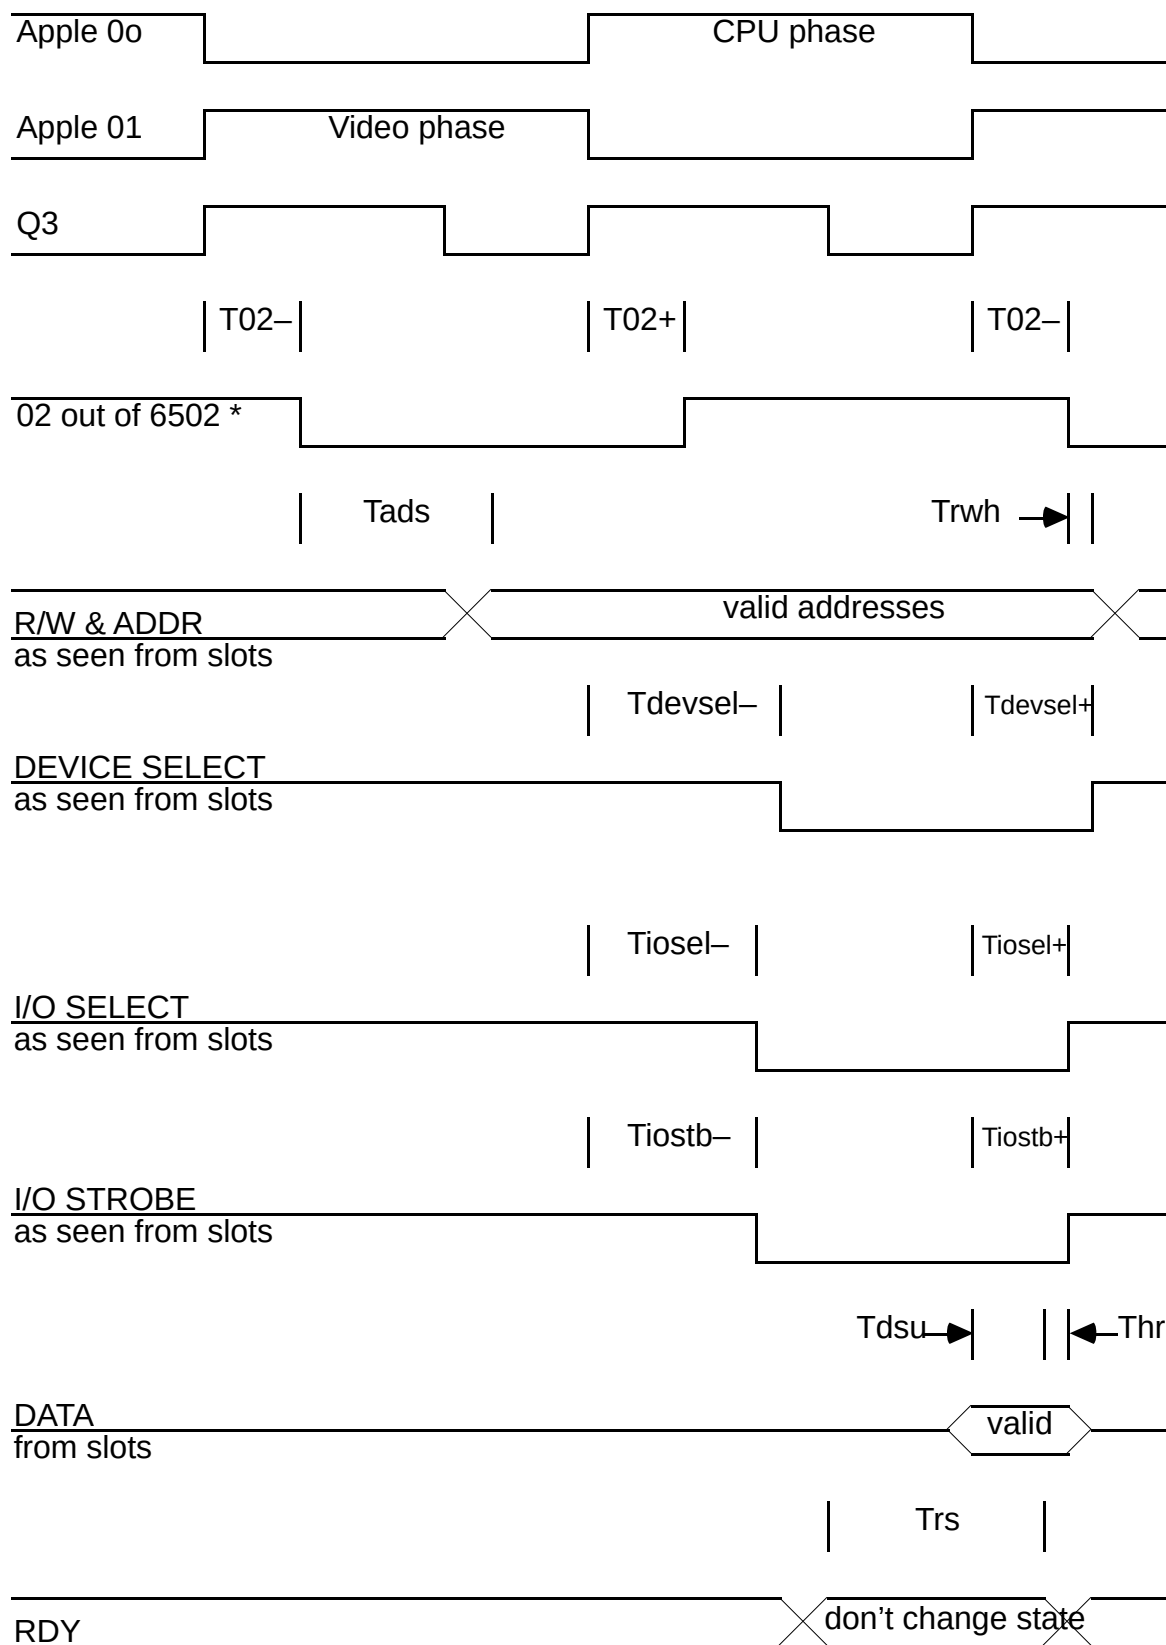 Apple 0o
CPU phase
Apple 01
Video phase
Q3
T02–
T02+
T02–
02 out of 6502 *
Tads
Trwh
R/W & ADDR
as seen from slots
valid addresses
Tdevsel–
Tdevsel+
DEVICE SELECT
as seen from slots
Tiosel–
Tiosel+
I/O SELECT
as seen from slots
Tiostb–
Tiostb+
I/O STROBE
as seen from slots
Tdsu
Thr
DATA
from slots
valid
Trs
RDY
don’t change state